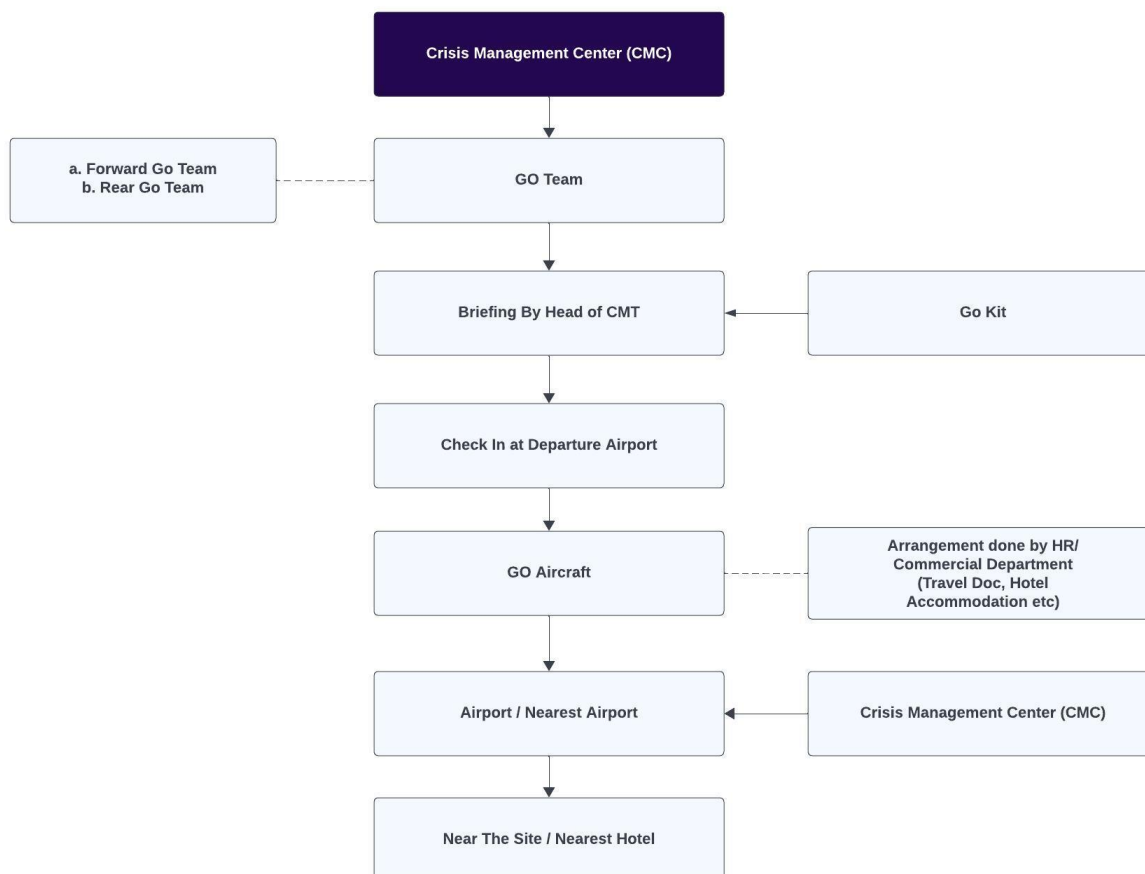 Crisis Management Center (CMC)
a. Forward Go Team
b. Rear Go Team
GO Team
Briefing By Head of CMT
Go Kit
Check In at Departure Airport
GO Aircraft
Arrangement done by HR/
Commercial Department
(Travel Doc, Hotel
Accommodation etc)
Airport / Nearest Airport
Crisis Management Center (CMC)
Near The Site / Nearest Hotel